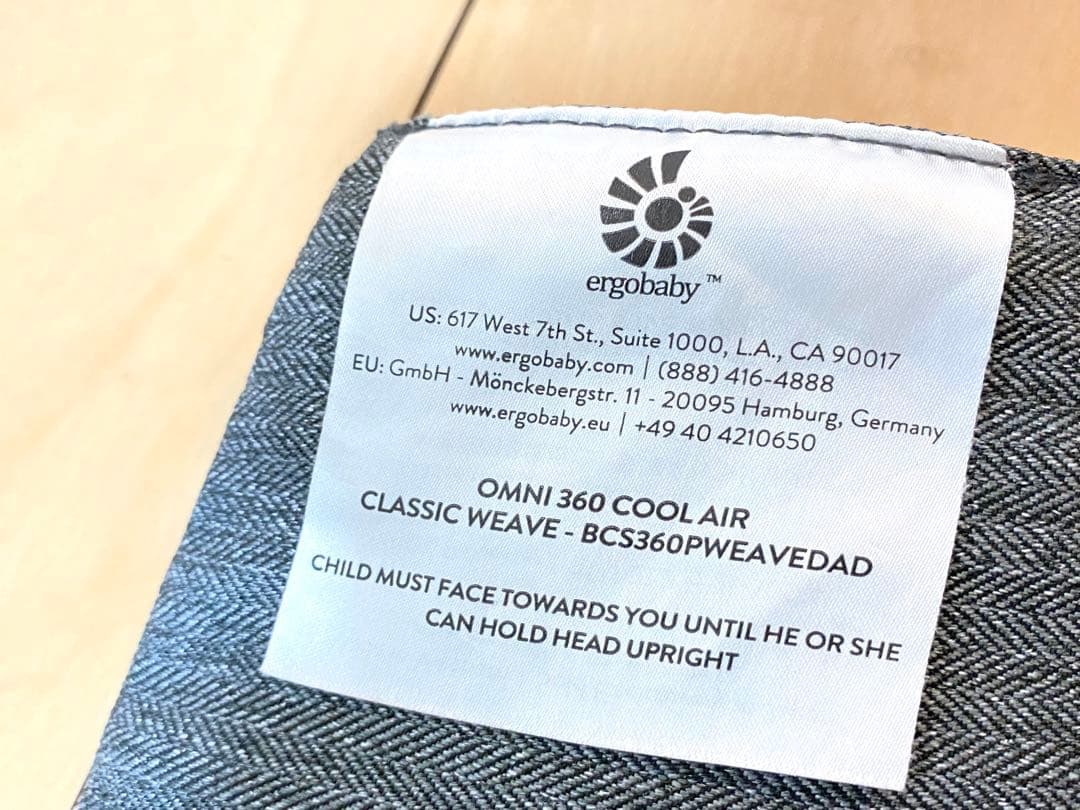 ergobaby™
US: 617 West 7th St., Suite 1000, L.A., CA 90017
www.ergobaby.com | (888) 416-4888
EU: GmbH - Mönckebergstr. 11 - 20095 Hamburg, Germany
www.ergobaby.eu | +49 40 4210650
OMNI 360 COOL AIR
CLASSIC WEAVE - BCS360PWEAVEDAD
CHILD MUST FACE TOWARDS YOU UNTIL HE OR SHE
CAN HOLD HEAD UPRIGHT